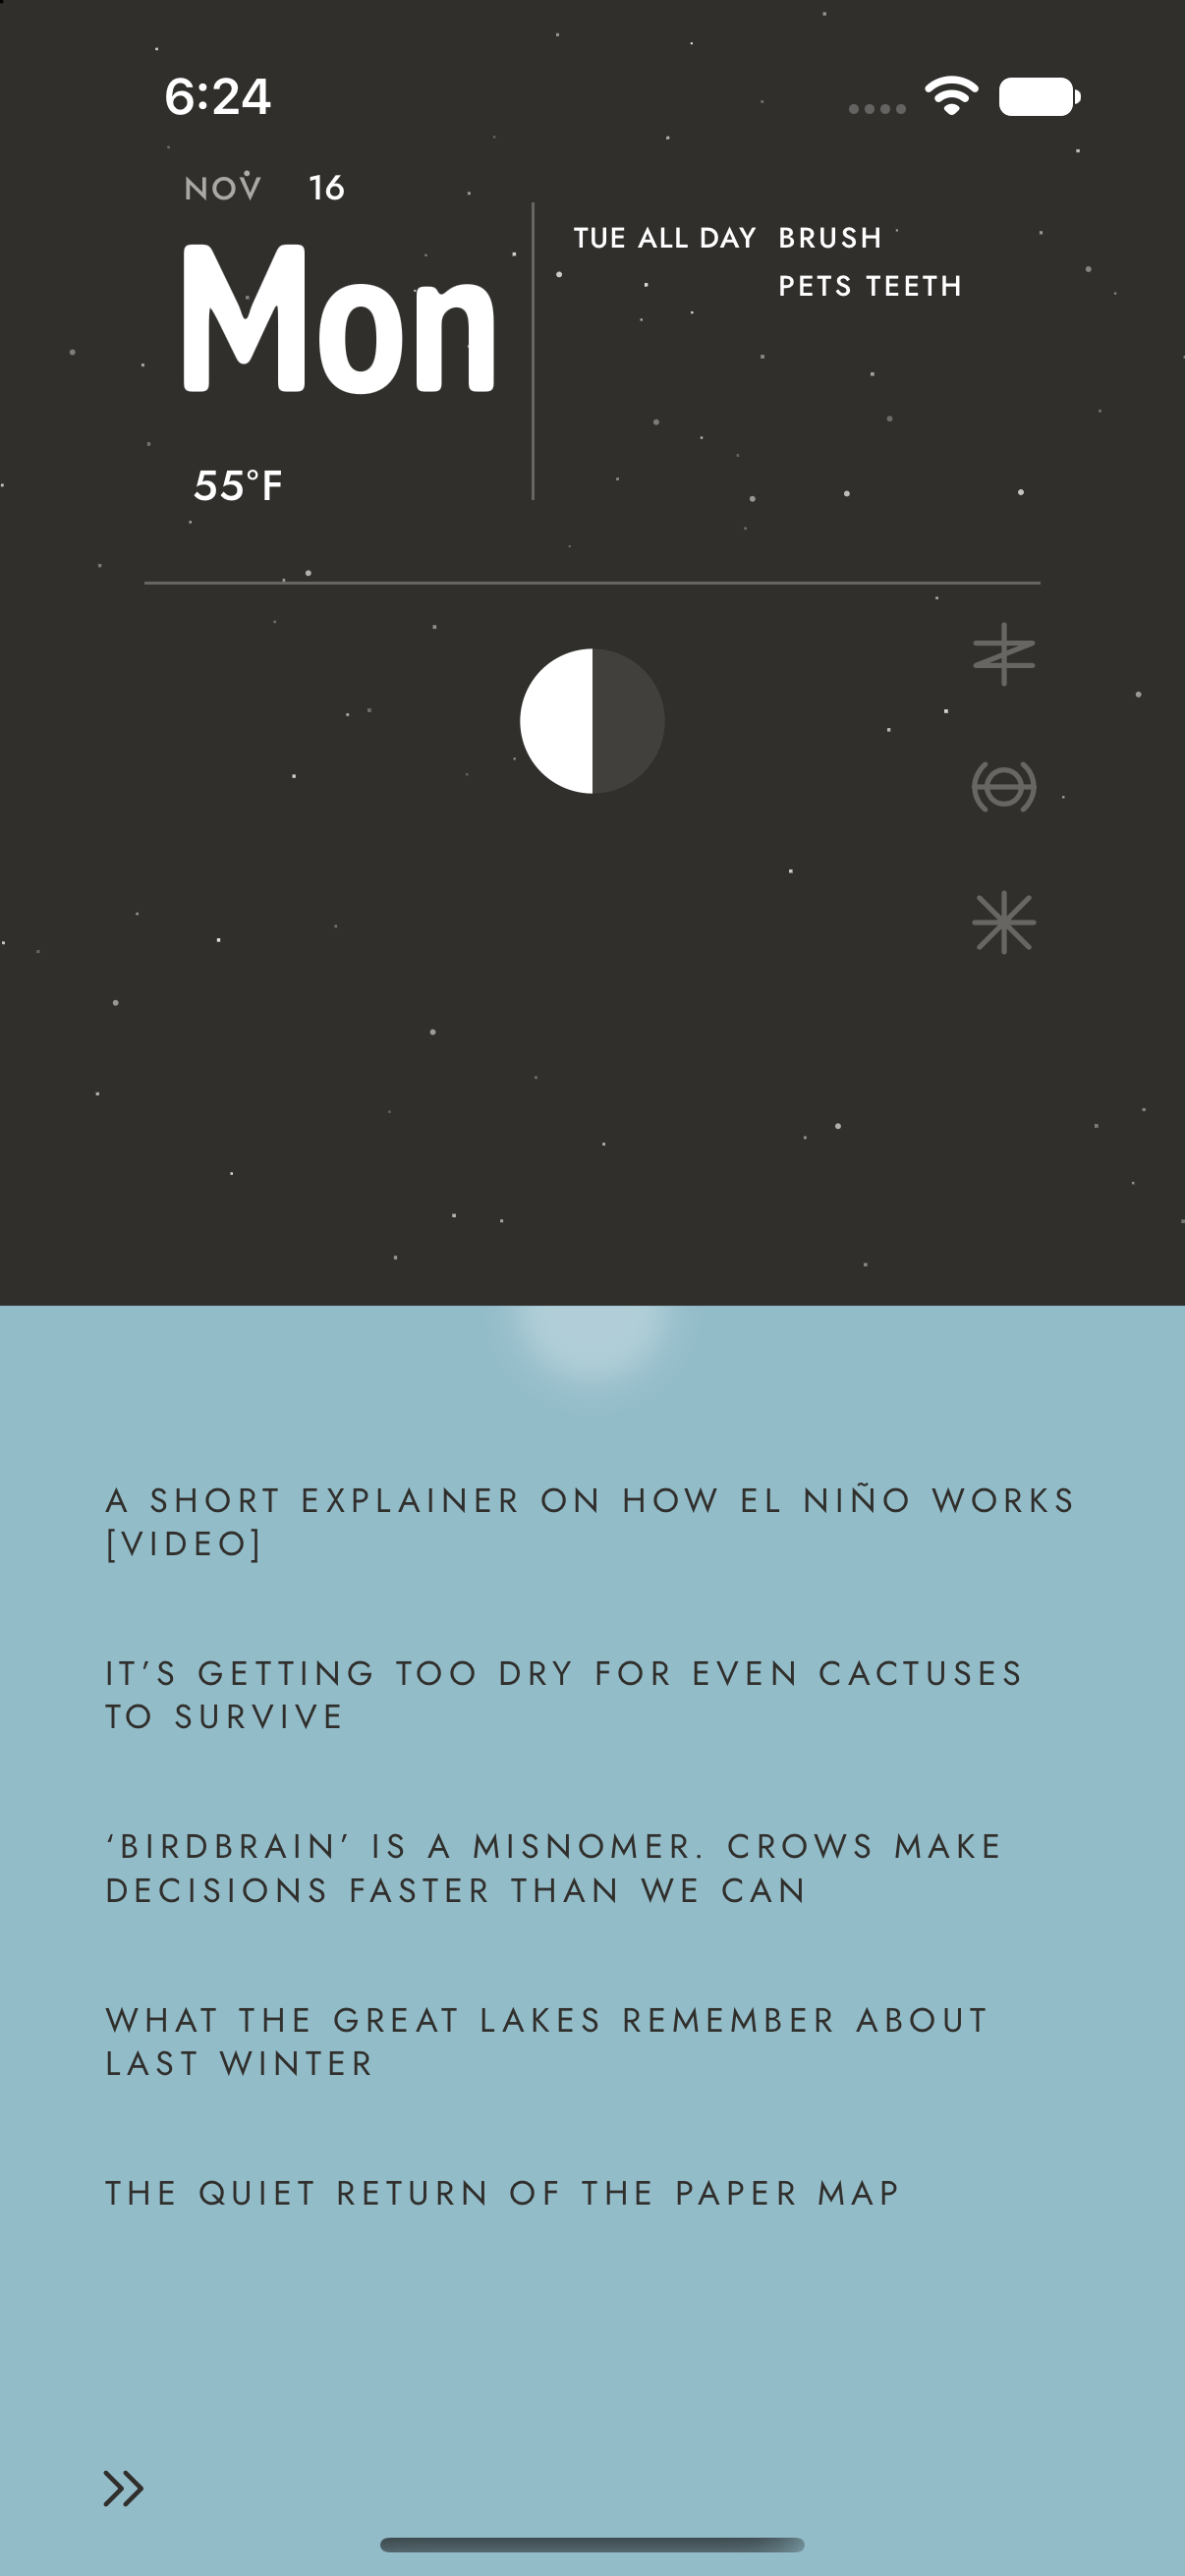 6:24
NOV 16
Mon
55°F
TUE ALL DAY BRUSH
PETS TEETH
A SHORT EXPLAINER ON HOW EL NIÑO WORKS
[VIDEO]
IT’S GETTING TOO DRY FOR EVEN CACTUSES
TO SURVIVE
‘BIRDBRAIN’ IS A MISNOMER. CROWS MAKE
DECISIONS FASTER THAN WE CAN
WHAT THE GREAT LAKES REMEMBER ABOUT
LAST WINTER
THE QUIET RETURN OF THE PAPER MAP